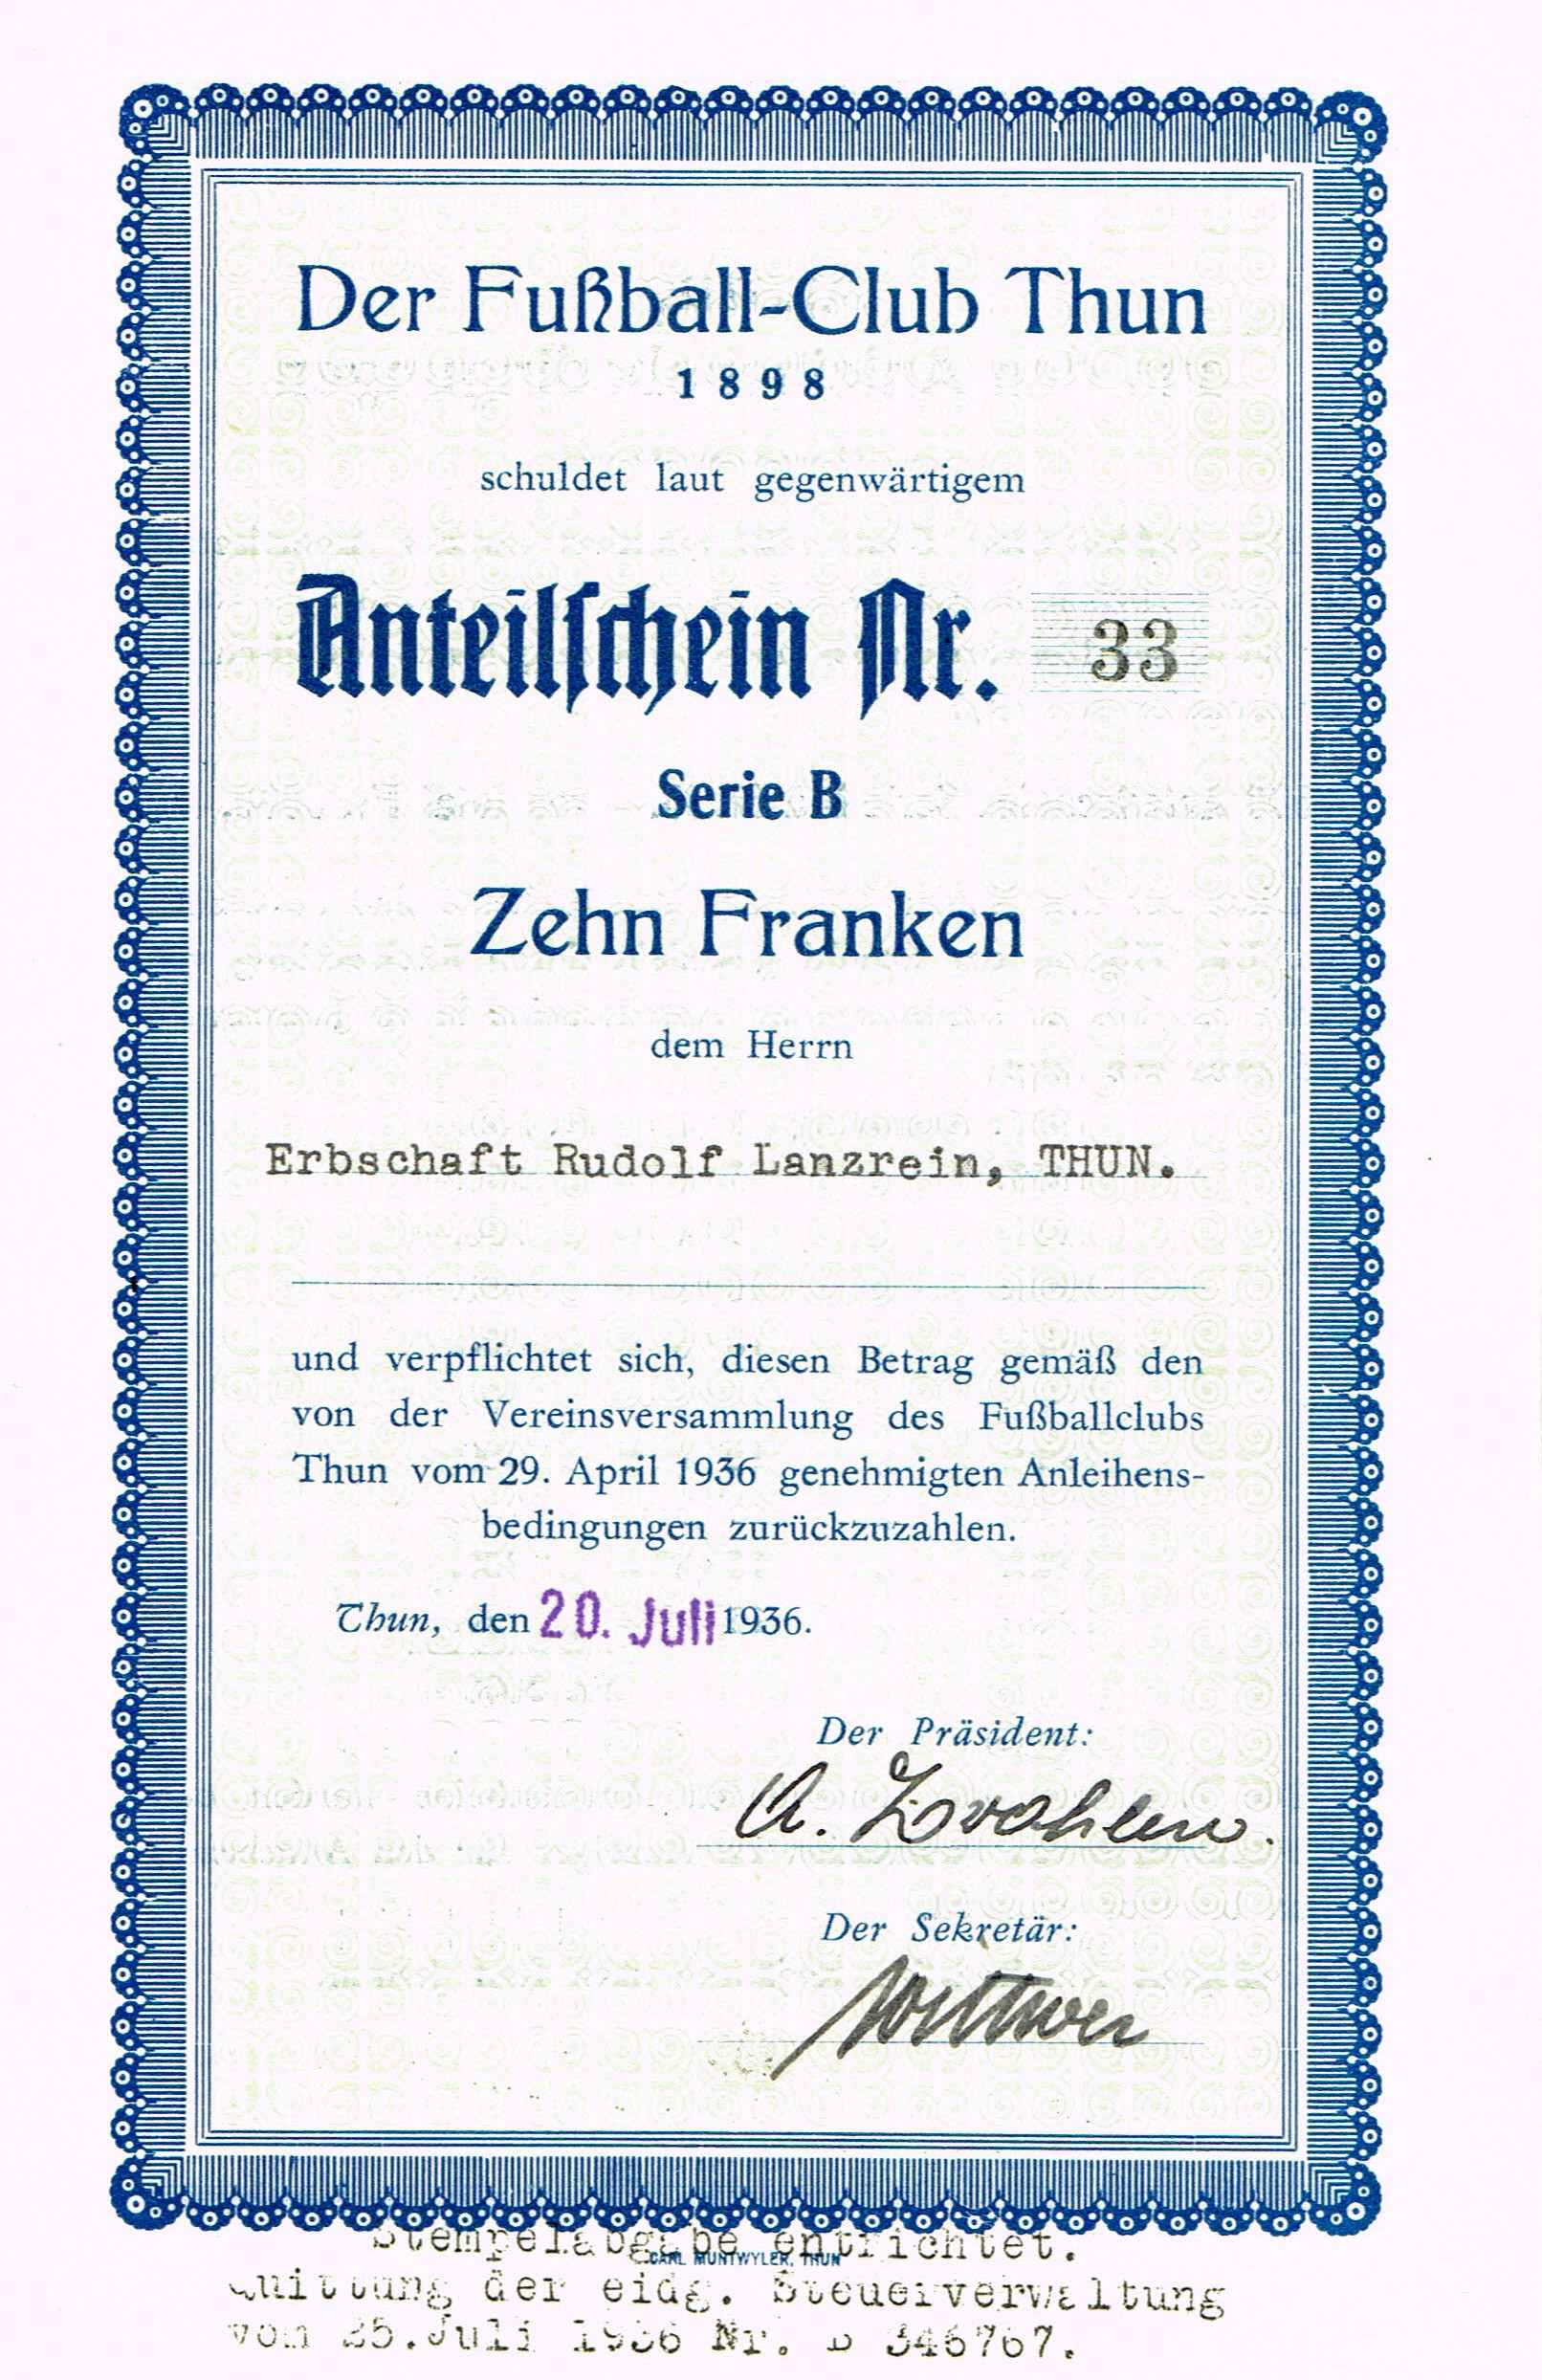 Der Fußball-Club Thun
1898
schuldet laut gegenwärtigem
Anteilschein Nr. 33
Serie B
Zehn Franken
dem Herrn
Erbschaft Rudolf Lanzrein, THUN.
und verpflichtet sich, diesen Betrag gemäß den
von der Vereinsversammlung des Fußballclubs
Thun vom 29. April 1936 genehmigten Anleihens-
bedingungen zurückzuzahlen.
Thun, den 20. Juli 1936.
Der Präsident:
A. Zwahlen.
Der Sekretär:
Wittwer
Stempelabgabe entrichtet.
CARL MUNTWYLER, THUN
Quittung der eidg. Steuerverwaltung
vom 25. Juli 1936 Nr. B 346767.